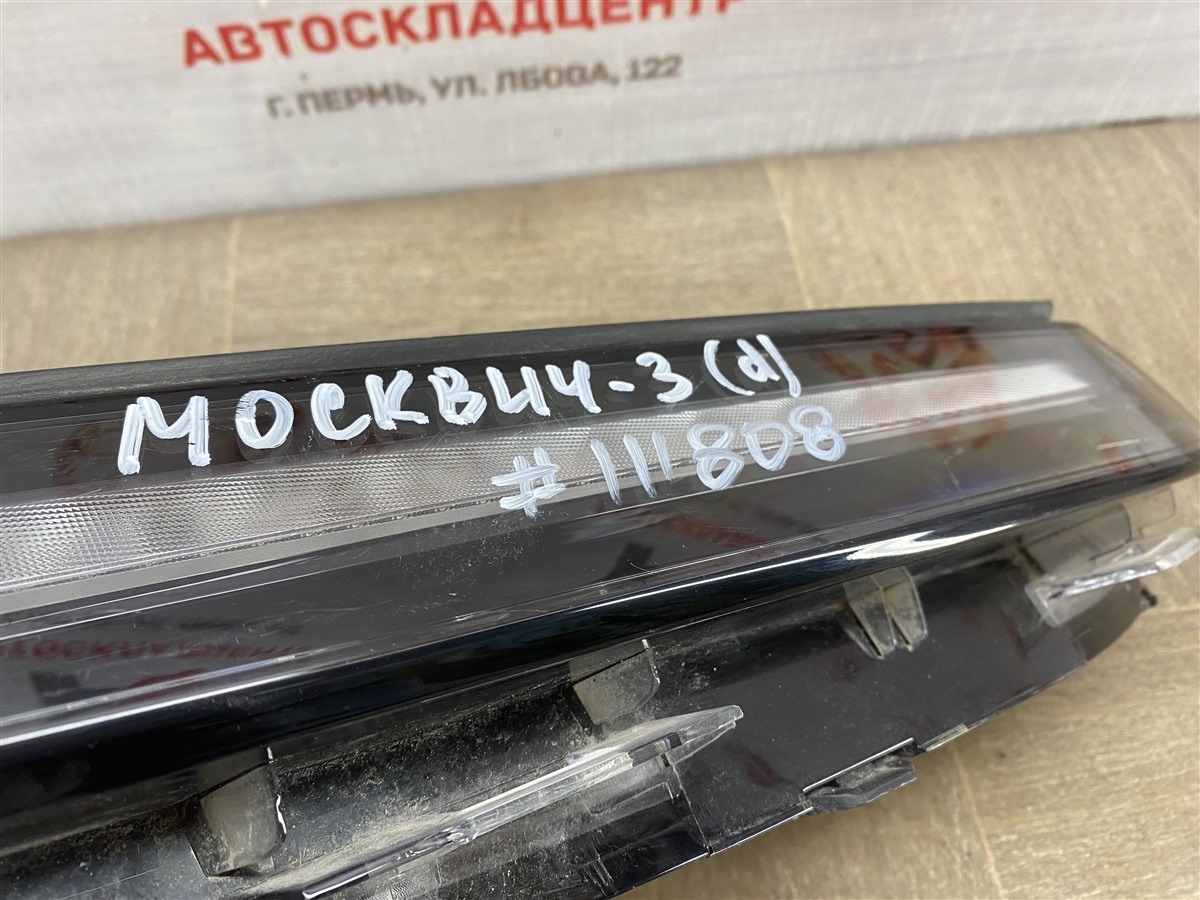 АВТОСКЛАДЦЕНТР
Г. ПЕРМЬ, УЛ. ЛБОВА, 122
МОСКВИЧ-3 (d)
# 111808